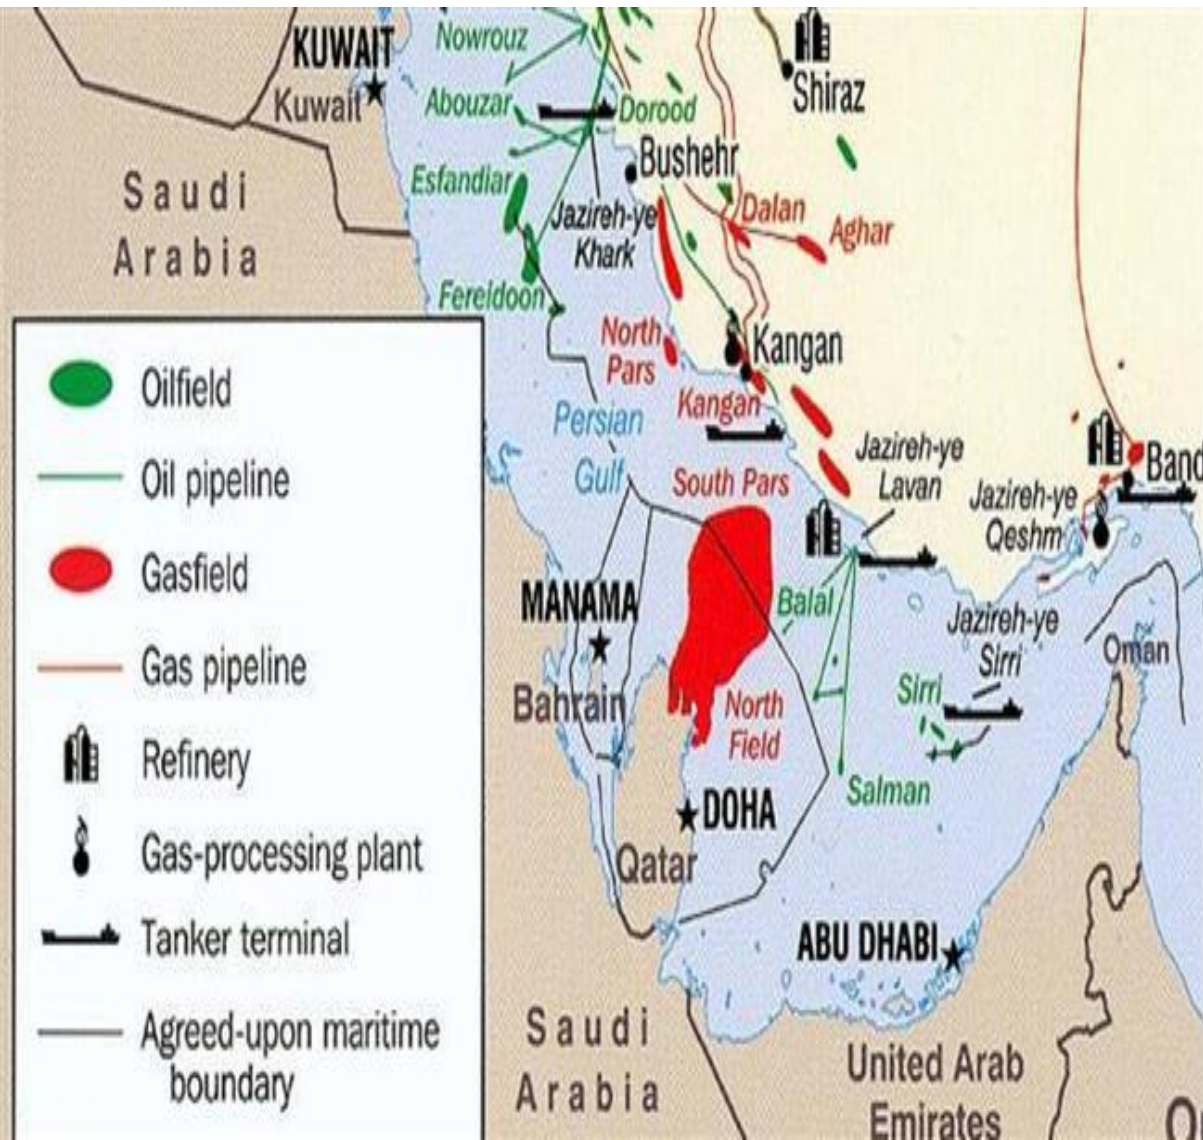 Nowrouz
KUWAIT
Kuwait
Abouzar
Dorood
Shiraz
Bushehr
Saudi
Arabia
Esfandiar
Jazireh-ye
Khark
Dalan
Aghar
Fereidoon
North
Pars
Kangan
Kangan
Persian
Gulf
South Pars
Jazireh-ye
Lavan
Jazireh-ye
Qeshm
Band
Balal
MANAMA
Bahrain
Jazireh-ye
Sirri
Oman
Sirri
North
Field
Salman
DOHA
Qatar
ABU DHABI
Saudi
Arabia
United Arab
Emirates
O
Oilfield
Oil pipeline
Gasfield
Gas pipeline
Refinery
Gas-processing plant
Tanker terminal
Agreed-upon maritime
boundary